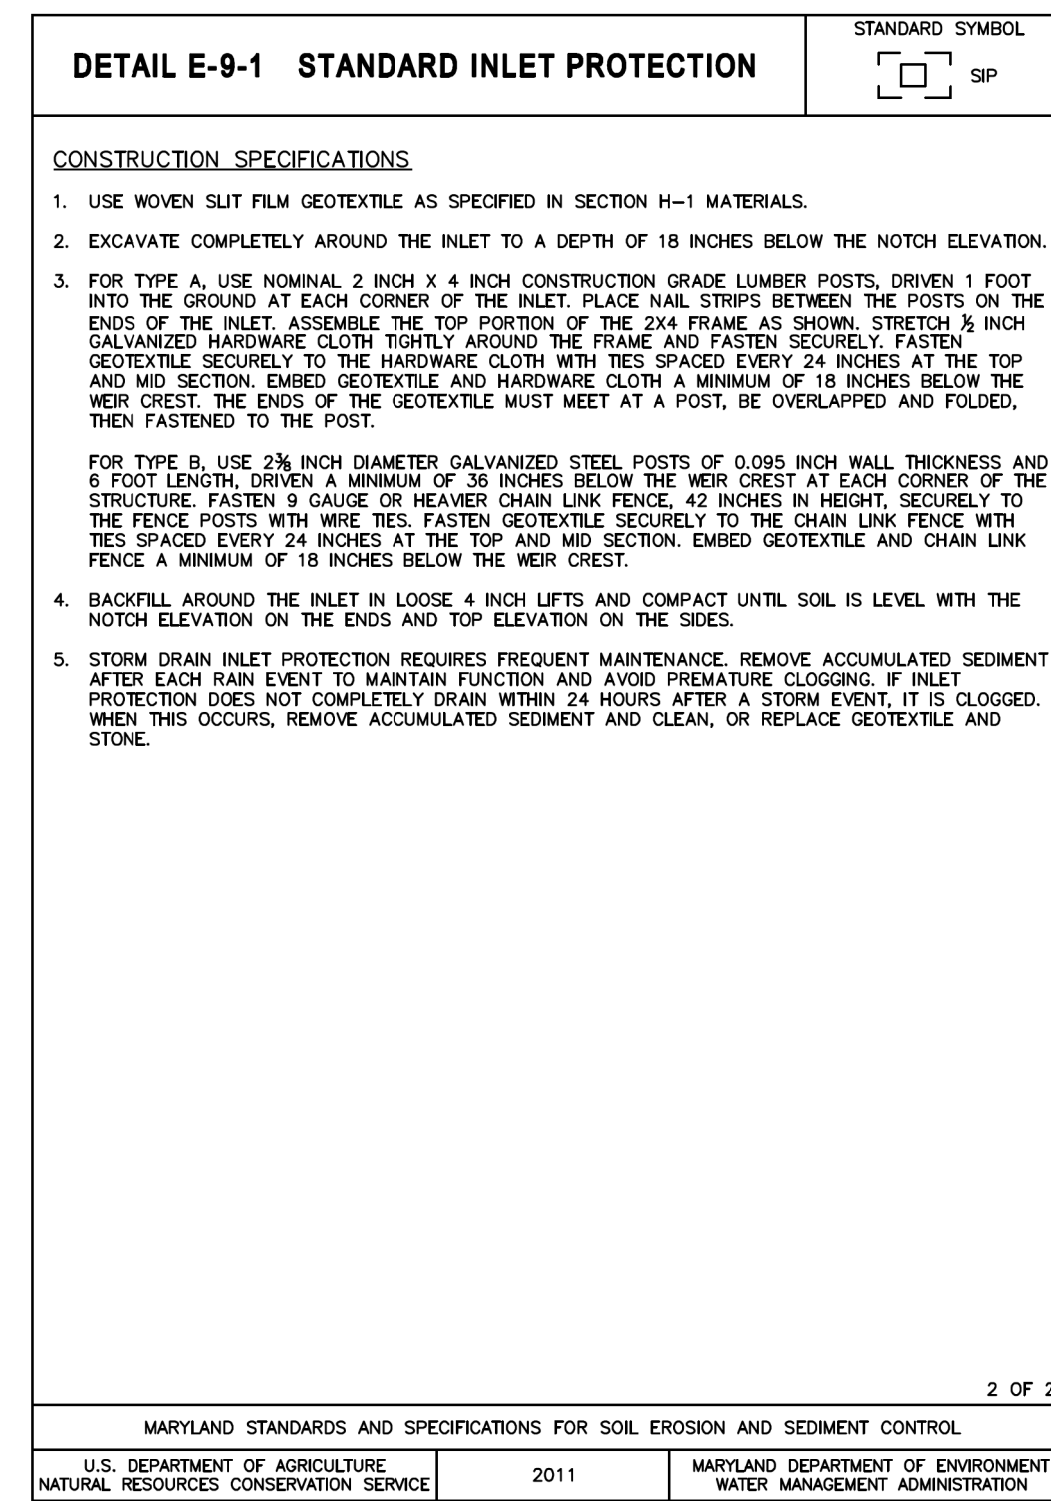 DETAIL E-9-1 STANDARD INLET PROTECTION
STANDARD SYMBOL
SIP
CONSTRUCTION SPECIFICATIONS
1. USE WOVEN SLIT FILM GEOTEXTILE AS SPECIFIED IN SECTION H-1 MATERIALS.
2. EXCAVATE COMPLETELY AROUND THE INLET TO A DEPTH OF 18 INCHES BELOW THE NOTCH ELEVATION.
3. FOR TYPE A, USE NOMINAL 2 INCH X 4 INCH CONSTRUCTION GRADE LUMBER POSTS, DRIVEN 1 FOOT
INTO THE GROUND AT EACH CORNER OF THE INLET. PLACE NAIL STRIPS BETWEEN THE POSTS ON THE
ENDS OF THE INLET. ASSEMBLE THE TOP PORTION OF THE 2X4 FRAME AS SHOWN. STRETCH ½ INCH
GALVANIZED HARDWARE CLOTH TIGHTLY AROUND THE FRAME AND FASTEN SECURELY. FASTEN
GEOTEXTILE SECURELY TO THE HARDWARE CLOTH WITH TIES SPACED EVERY 24 INCHES AT THE TOP
AND MID SECTION. EMBED GEOTEXTILE AND HARDWARE CLOTH A MINIMUM OF 18 INCHES BELOW THE
WEIR CREST. THE ENDS OF THE GEOTEXTILE MUST MEET AT A POST, BE OVERLAPPED AND FOLDED,
THEN FASTENED TO THE POST.
FOR TYPE B, USE 2⅜ INCH DIAMETER GALVANIZED STEEL POSTS OF 0.095 INCH WALL THICKNESS AND
6 FOOT LENGTH, DRIVEN A MINIMUM OF 36 INCHES BELOW THE WEIR CREST AT EACH CORNER OF THE
STRUCTURE. FASTEN 9 GAUGE OR HEAVIER CHAIN LINK FENCE, 42 INCHES IN HEIGHT, SECURELY TO
THE FENCE POSTS WITH WIRE TIES. FASTEN GEOTEXTILE SECURELY TO THE CHAIN LINK FENCE WITH
TIES SPACED EVERY 24 INCHES AT THE TOP AND MID SECTION. EMBED GEOTEXTILE AND CHAIN LINK
FENCE A MINIMUM OF 18 INCHES BELOW THE WEIR CREST.
4. BACKFILL AROUND THE INLET IN LOOSE 4 INCH LIFTS AND COMPACT UNTIL SOIL IS LEVEL WITH THE
NOTCH ELEVATION ON THE ENDS AND TOP ELEVATION ON THE SIDES.
5. STORM DRAIN INLET PROTECTION REQUIRES FREQUENT MAINTENANCE. REMOVE ACCUMULATED SEDIMENT
AFTER EACH RAIN EVENT TO MAINTAIN FUNCTION AND AVOID PREMATURE CLOGGING. IF INLET
PROTECTION DOES NOT COMPLETELY DRAIN WITHIN 24 HOURS AFTER A STORM EVENT, IT IS CLOGGED.
WHEN THIS OCCURS, REMOVE ACCUMULATED SEDIMENT AND CLEAN, OR REPLACE GEOTEXTILE AND
STONE.
2 OF 2
MARYLAND STANDARDS AND SPECIFICATIONS FOR SOIL EROSION AND SEDIMENT CONTROL
U.S. DEPARTMENT OF AGRICULTURE
NATURAL RESOURCES CONSERVATION SERVICE
2011
MARYLAND DEPARTMENT OF ENVIRONMENT
WATER MANAGEMENT ADMINISTRATION